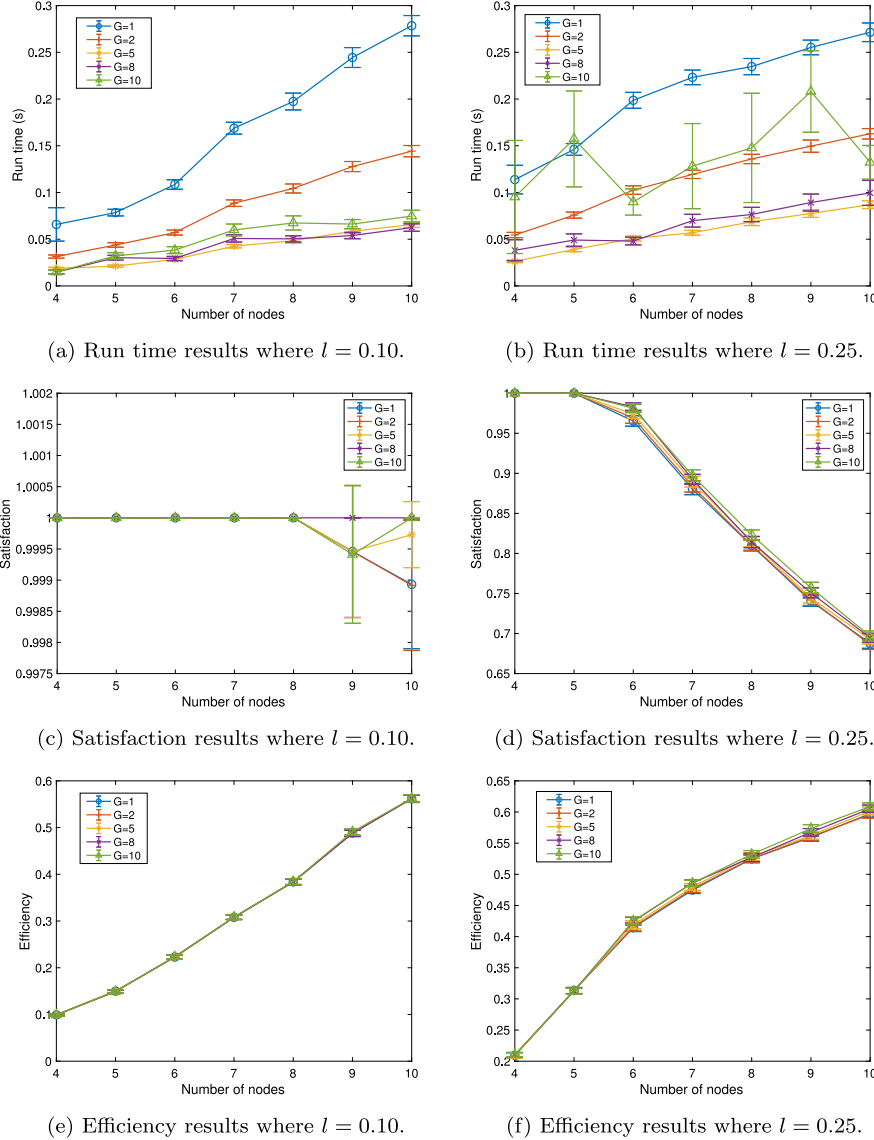 0.3
0.25
0.2
0.15
0.1
0.05
0
Run time (s)
G=1
G=2
G=5
G=8
G=10
4 5 6 7 8 9 10
Number of nodes
(a) Run time results where l = 0.10.
0.3
0.25
0.2
0.15
0.1
0.05
0
Run time (s)
G=1
G=2
G=5
G=8
G=10
4 5 6 7 8 9 10
Number of nodes
(b) Run time results where l = 0.25.
1.002
1.0015
1.001
1.0005
1
0.9995
0.999
0.9985
0.998
0.9975
Satisfaction
G=1
G=2
G=5
G=8
G=10
4 5 6 7 8 9 10
Number of nodes
(c) Satisfaction results where l = 0.10.
1
0.95
0.9
0.85
0.8
0.75
0.7
0.65
Satisfaction
G=1
G=2
G=5
G=8
G=10
4 5 6 7 8 9 10
Number of nodes
(d) Satisfaction results where l = 0.25.
0.6
0.5
0.4
0.3
0.2
0.1
0
Efficiency
G=1
G=2
G=5
G=8
G=10
4 5 6 7 8 9 10
Number of nodes
(e) Efficiency results where l = 0.10.
0.65
0.6
0.55
0.5
0.45
0.4
0.35
0.3
0.25
0.2
Efficiency
G=1
G=2
G=5
G=8
G=10
4 5 6 7 8 9 10
Number of nodes
(f) Efficiency results where l = 0.25.